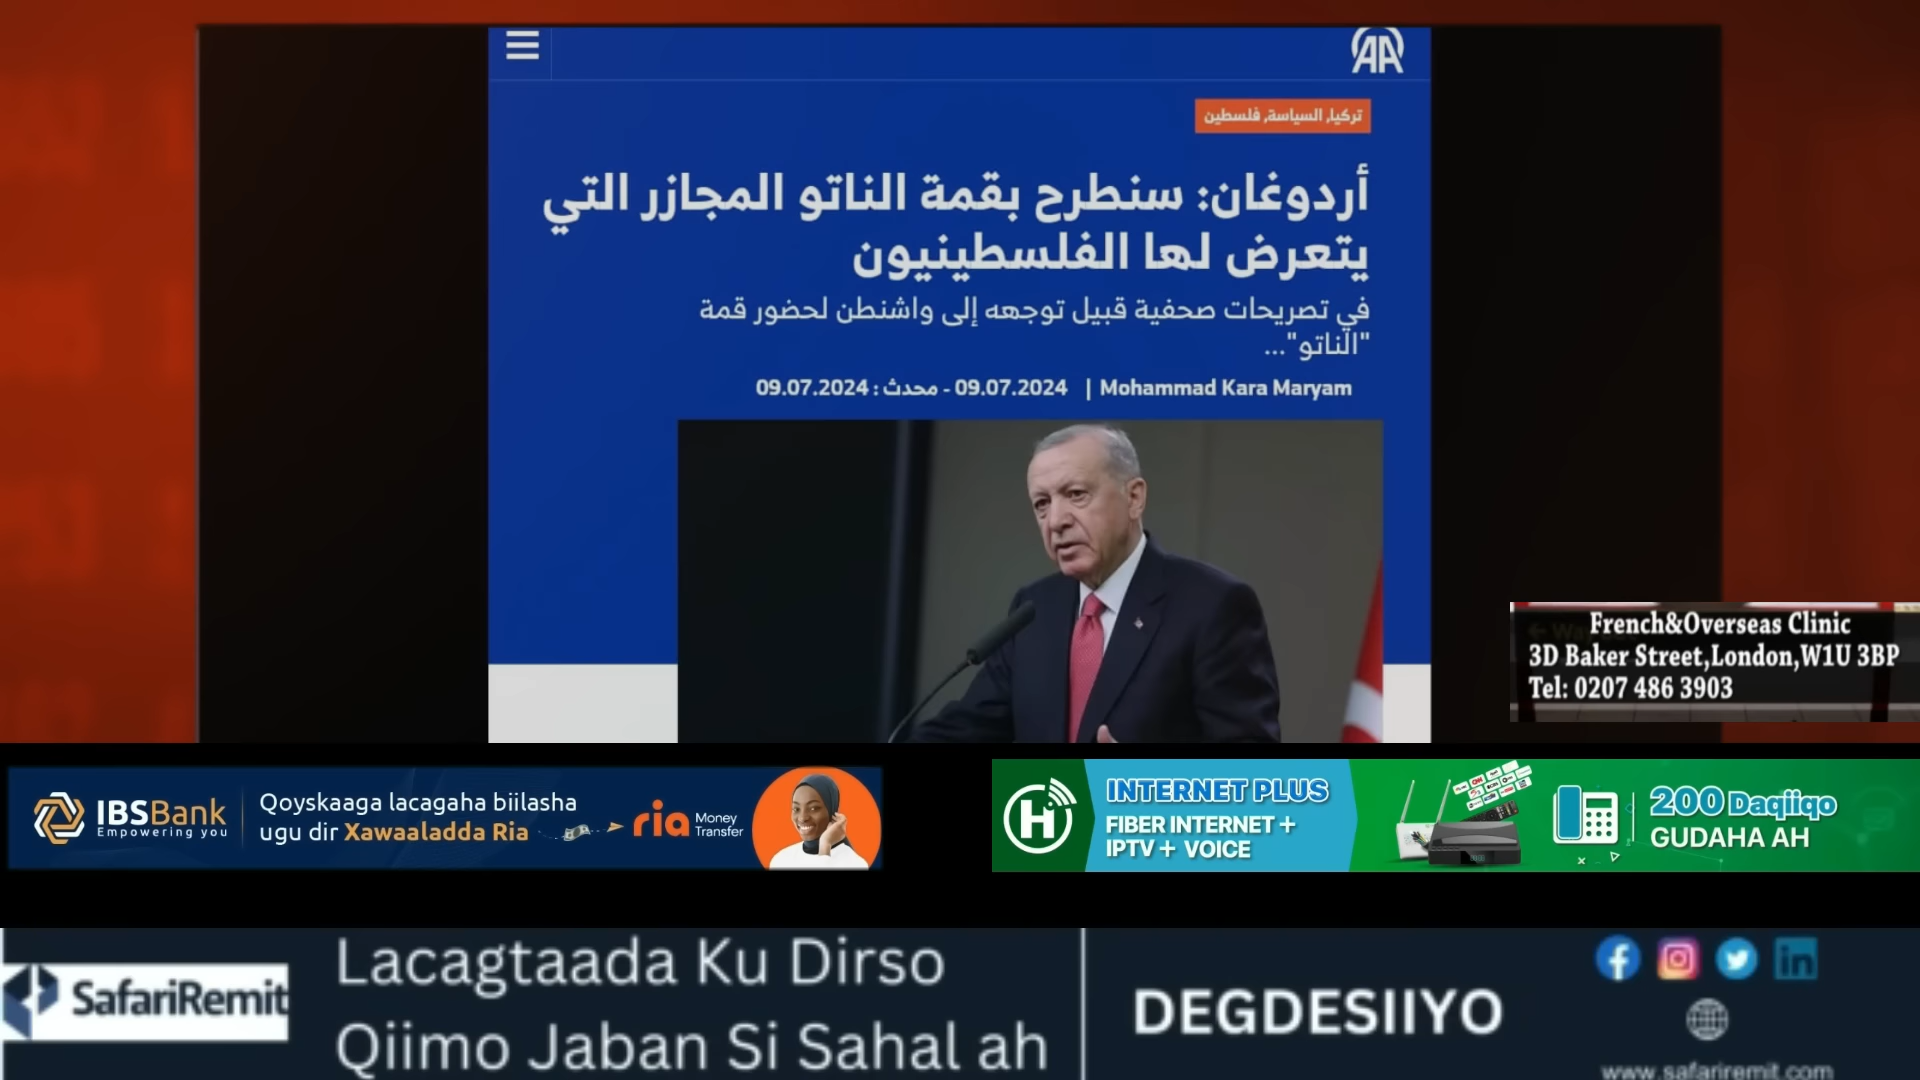 AA
تركيا, السياسة, فلسطين
أردوغان: سنطرح بقمة الناتو المجازر التي
يتعرض لها الفلسطينيون
في تصريحات صحفية قبيل توجهه إلى واشنطن لحضور قمة
"الناتو"...
Mohammad Kara Maryam | 09.07.2024 - محدث : 09.07.2024
French&Overseas Clinic
3D Baker Street,London,W1U 3BP
Tel: 0207 486 3903
IBSBank
Empowering you
Qoyskaaga lacagaha biilasha
ugu dir Xawaaladda Ria
ria Money
Transfer
INTERNET PLUS
FIBER INTERNET +
IPTV + VOICE
200 Daqiiqo
GUDAHA AH
SafariRemit
Lacagtaada Ku Dirso
Qiimo Jaban Si Sahal ah
DEGDESIIYO
www.safariremit.com